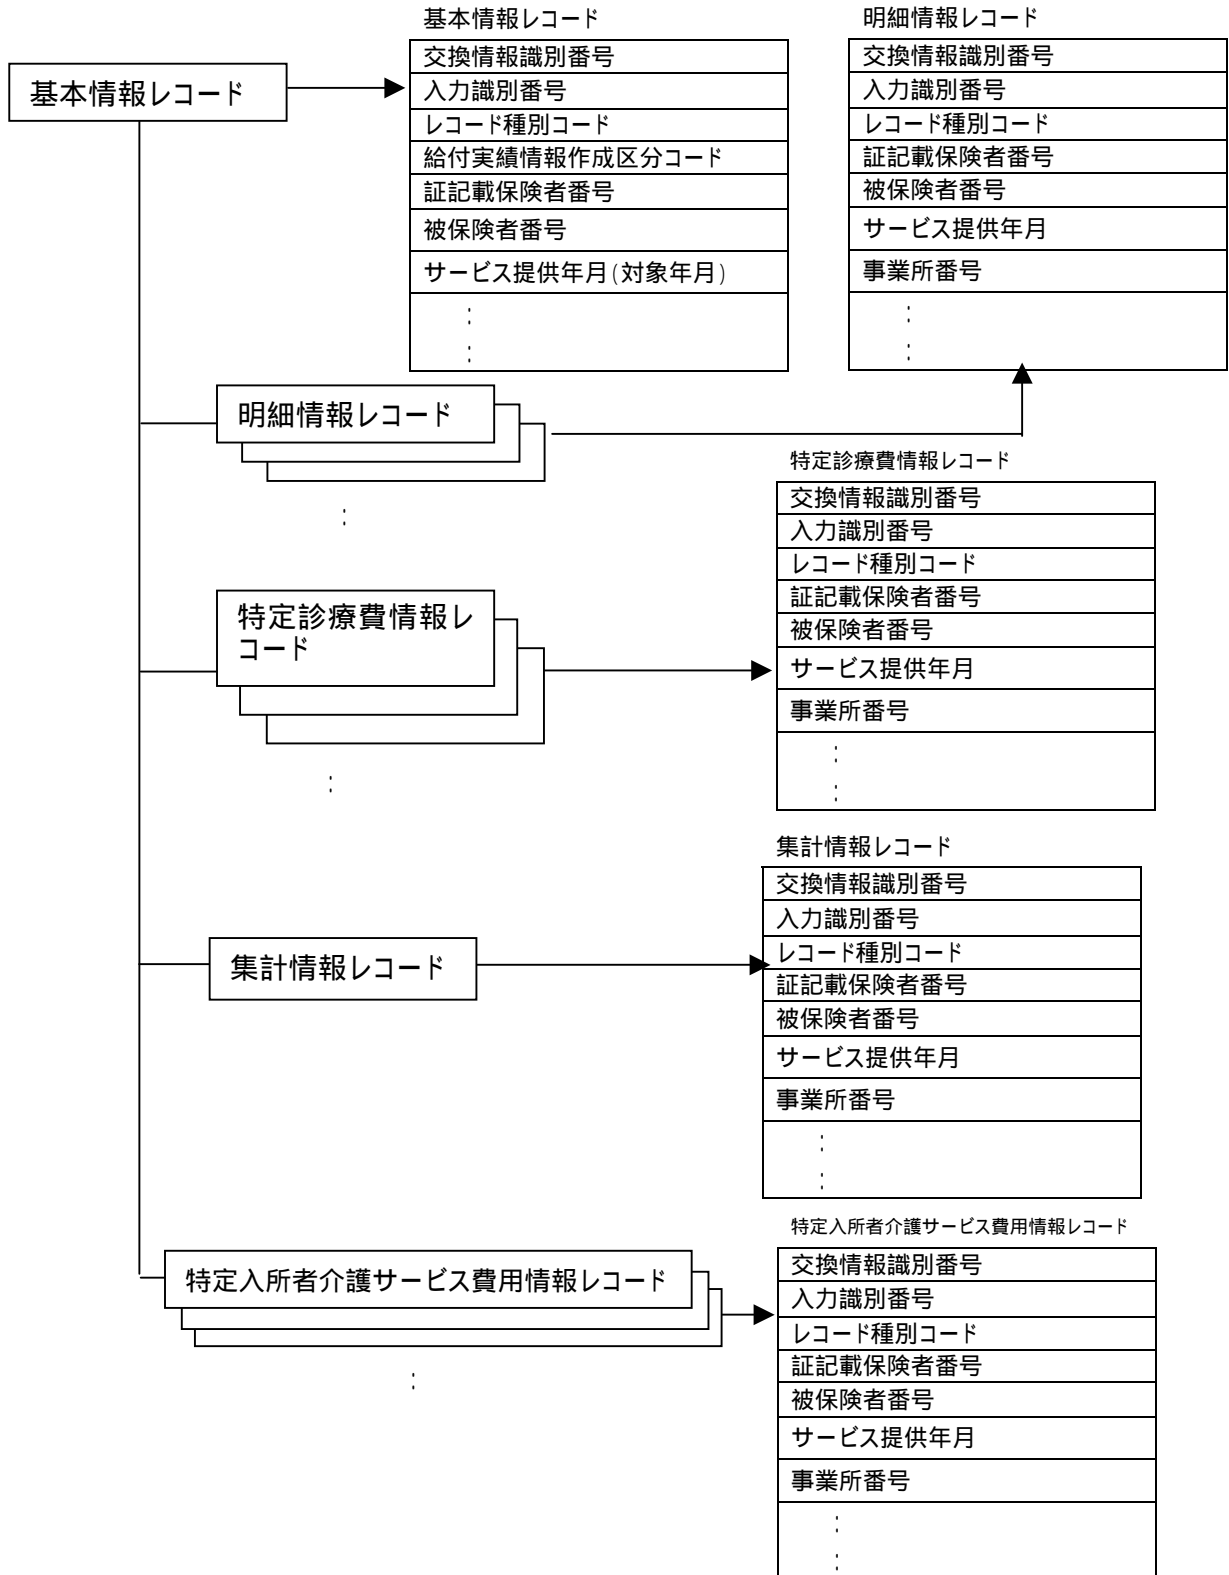 基本情報レコード
基本情報レコード
交換情報識別番号
入力識別番号
レコード種別コード
給付実績情報作成区分コード
証記載保険者番号
被保険者番号
サービス提供年月(対象年月)
:
:
明細情報レコード
交換情報識別番号
入力識別番号
レコード種別コード
証記載保険者番号
被保険者番号
サービス提供年月
事業所番号
:
:
明細情報レコード
:
特定診療費情報レ
コード
:
特定診療費情報レコード
交換情報識別番号
入力識別番号
レコード種別コード
証記載保険者番号
被保険者番号
サービス提供年月
事業所番号
:
:
集計情報レコード
集計情報レコード
交換情報識別番号
入力識別番号
レコード種別コード
証記載保険者番号
被保険者番号
サービス提供年月
事業所番号
:
:
特定入所者介護サービス費用情報レコード
:
特定入所者介護サービス費用情報レコード
交換情報識別番号
入力識別番号
レコード種別コード
証記載保険者番号
被保険者番号
サービス提供年月
事業所番号
:
: